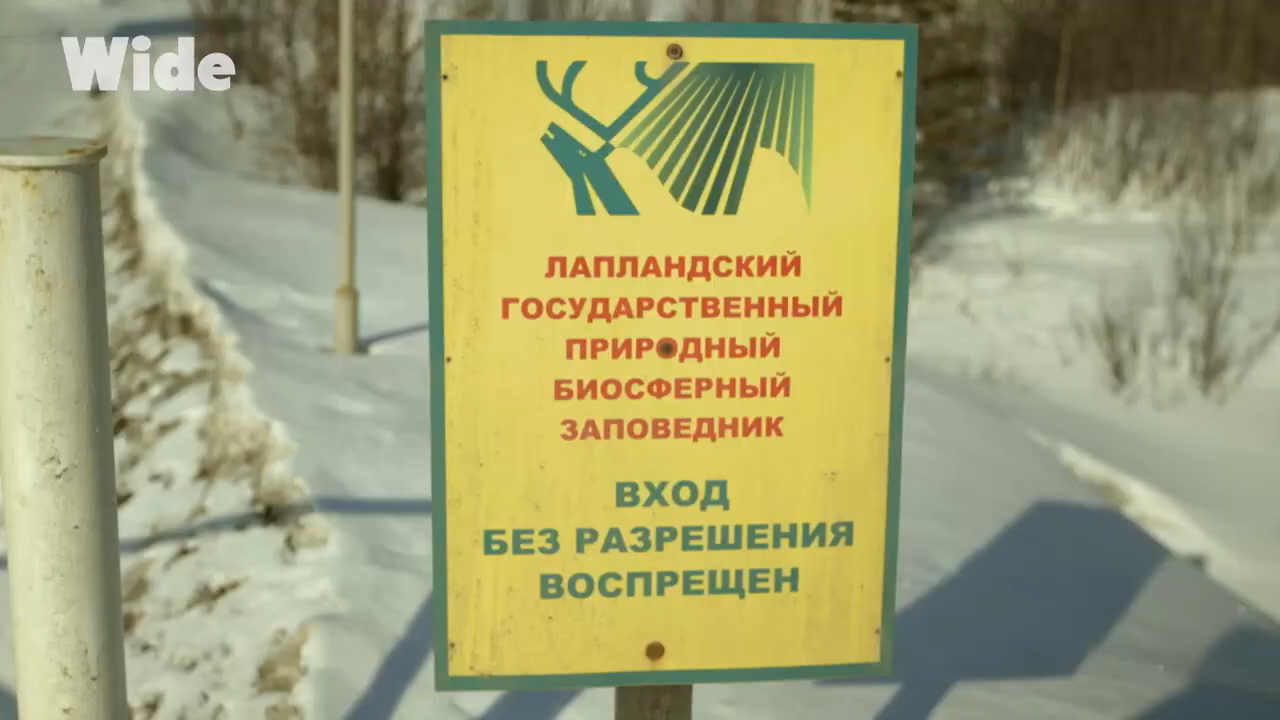 Wide
ЛАПЛАНДСКИЙ
ГОСУДАРСТВЕННЫЙ
ПРИРОДНЫЙ
БИОСФЕРНЫЙ
ЗАПОВЕДНИК
ВХОД
БЕЗ РАЗРЕШЕНИЯ
ВОСПРЕЩЕН